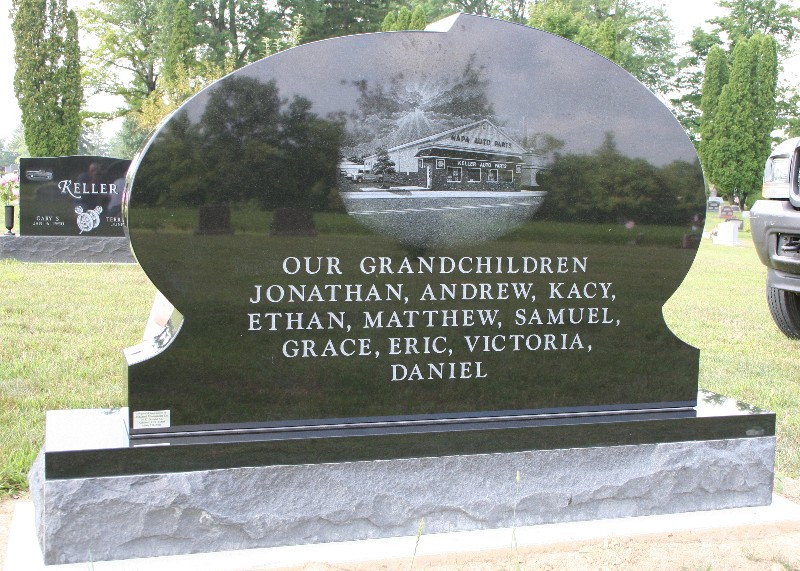 NAPA AUTO PARTS
KELLER AUTO PARTS
OUR GRANDCHILDREN
JONATHAN, ANDREW, KACY,
ETHAN, MATTHEW, SAMUEL,
GRACE, ERIC, VICTORIA,
DANIEL
KELLER
GARY S.